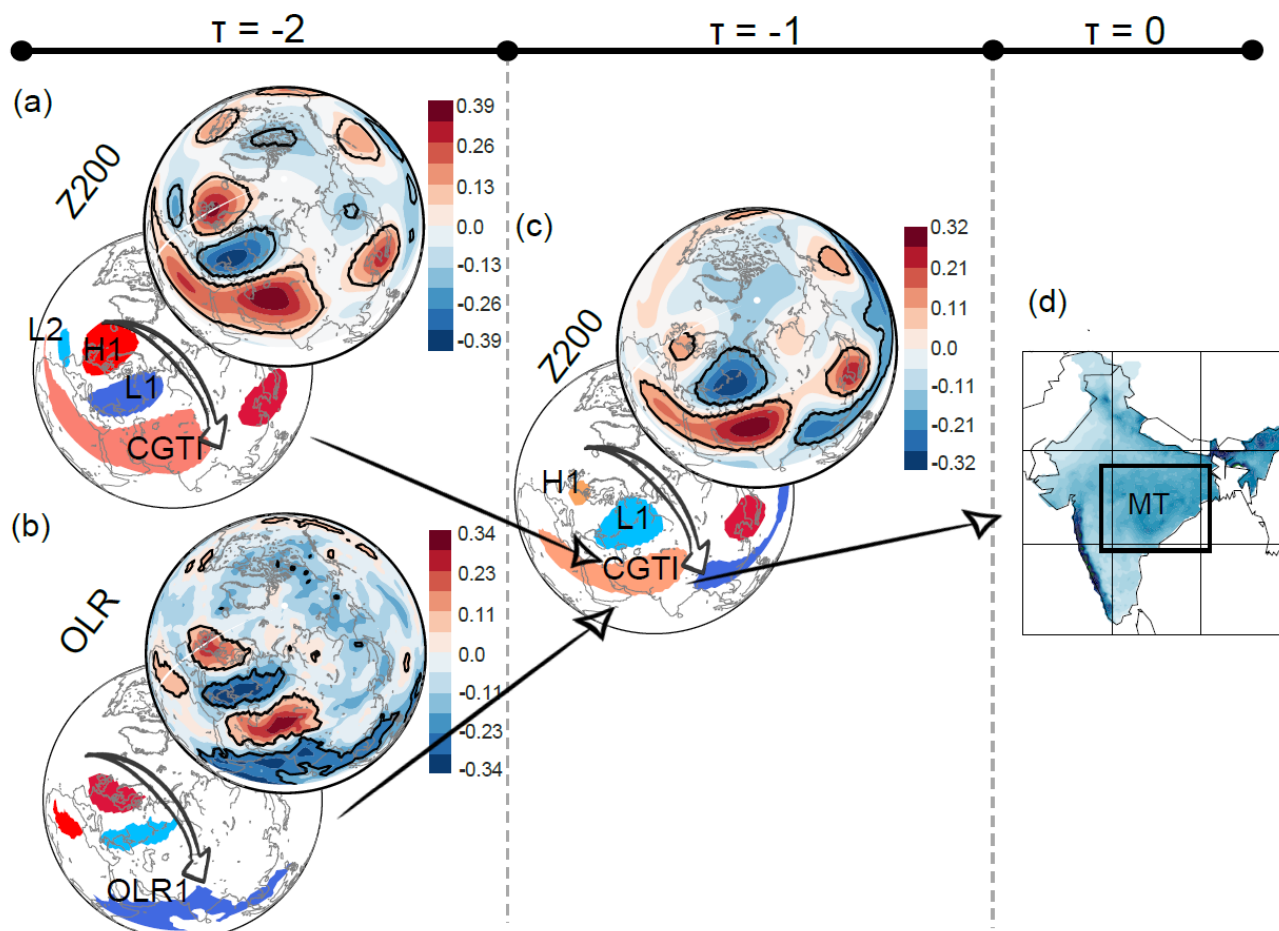 τ = -2
τ = -1
τ = 0
(a)
Z200
0.39
0.26
0.13
0.0
-0.13
-0.26
-0.39
L2
H1
L1
CGTI
(b)
OLR
0.34
0.23
0.11
0.0
-0.11
-0.23
-0.34
OLR1
(c)
Z200
0.32
0.21
0.11
0.0
-0.11
-0.21
-0.32
H1
L1
CGTI
(d)
MT